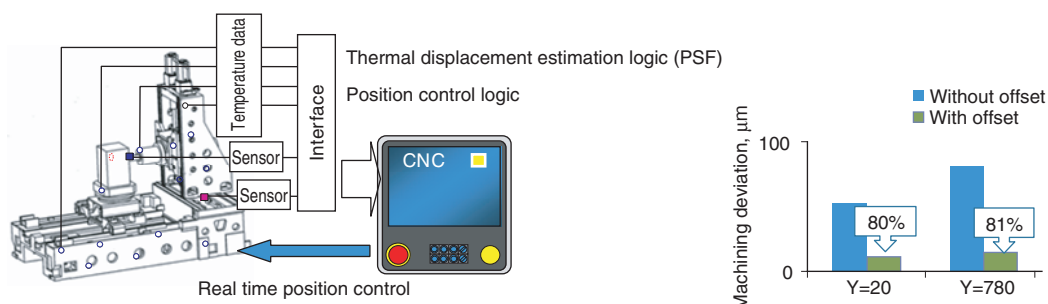 Temperature data
Interface
Thermal displacement estimation logic (PSF)
Position control logic
Sensor
Sensor
CNC
Real time position control
Machining deviation, μm
Without offset
With offset
100
0
80%
81%
Y=20
Y=780